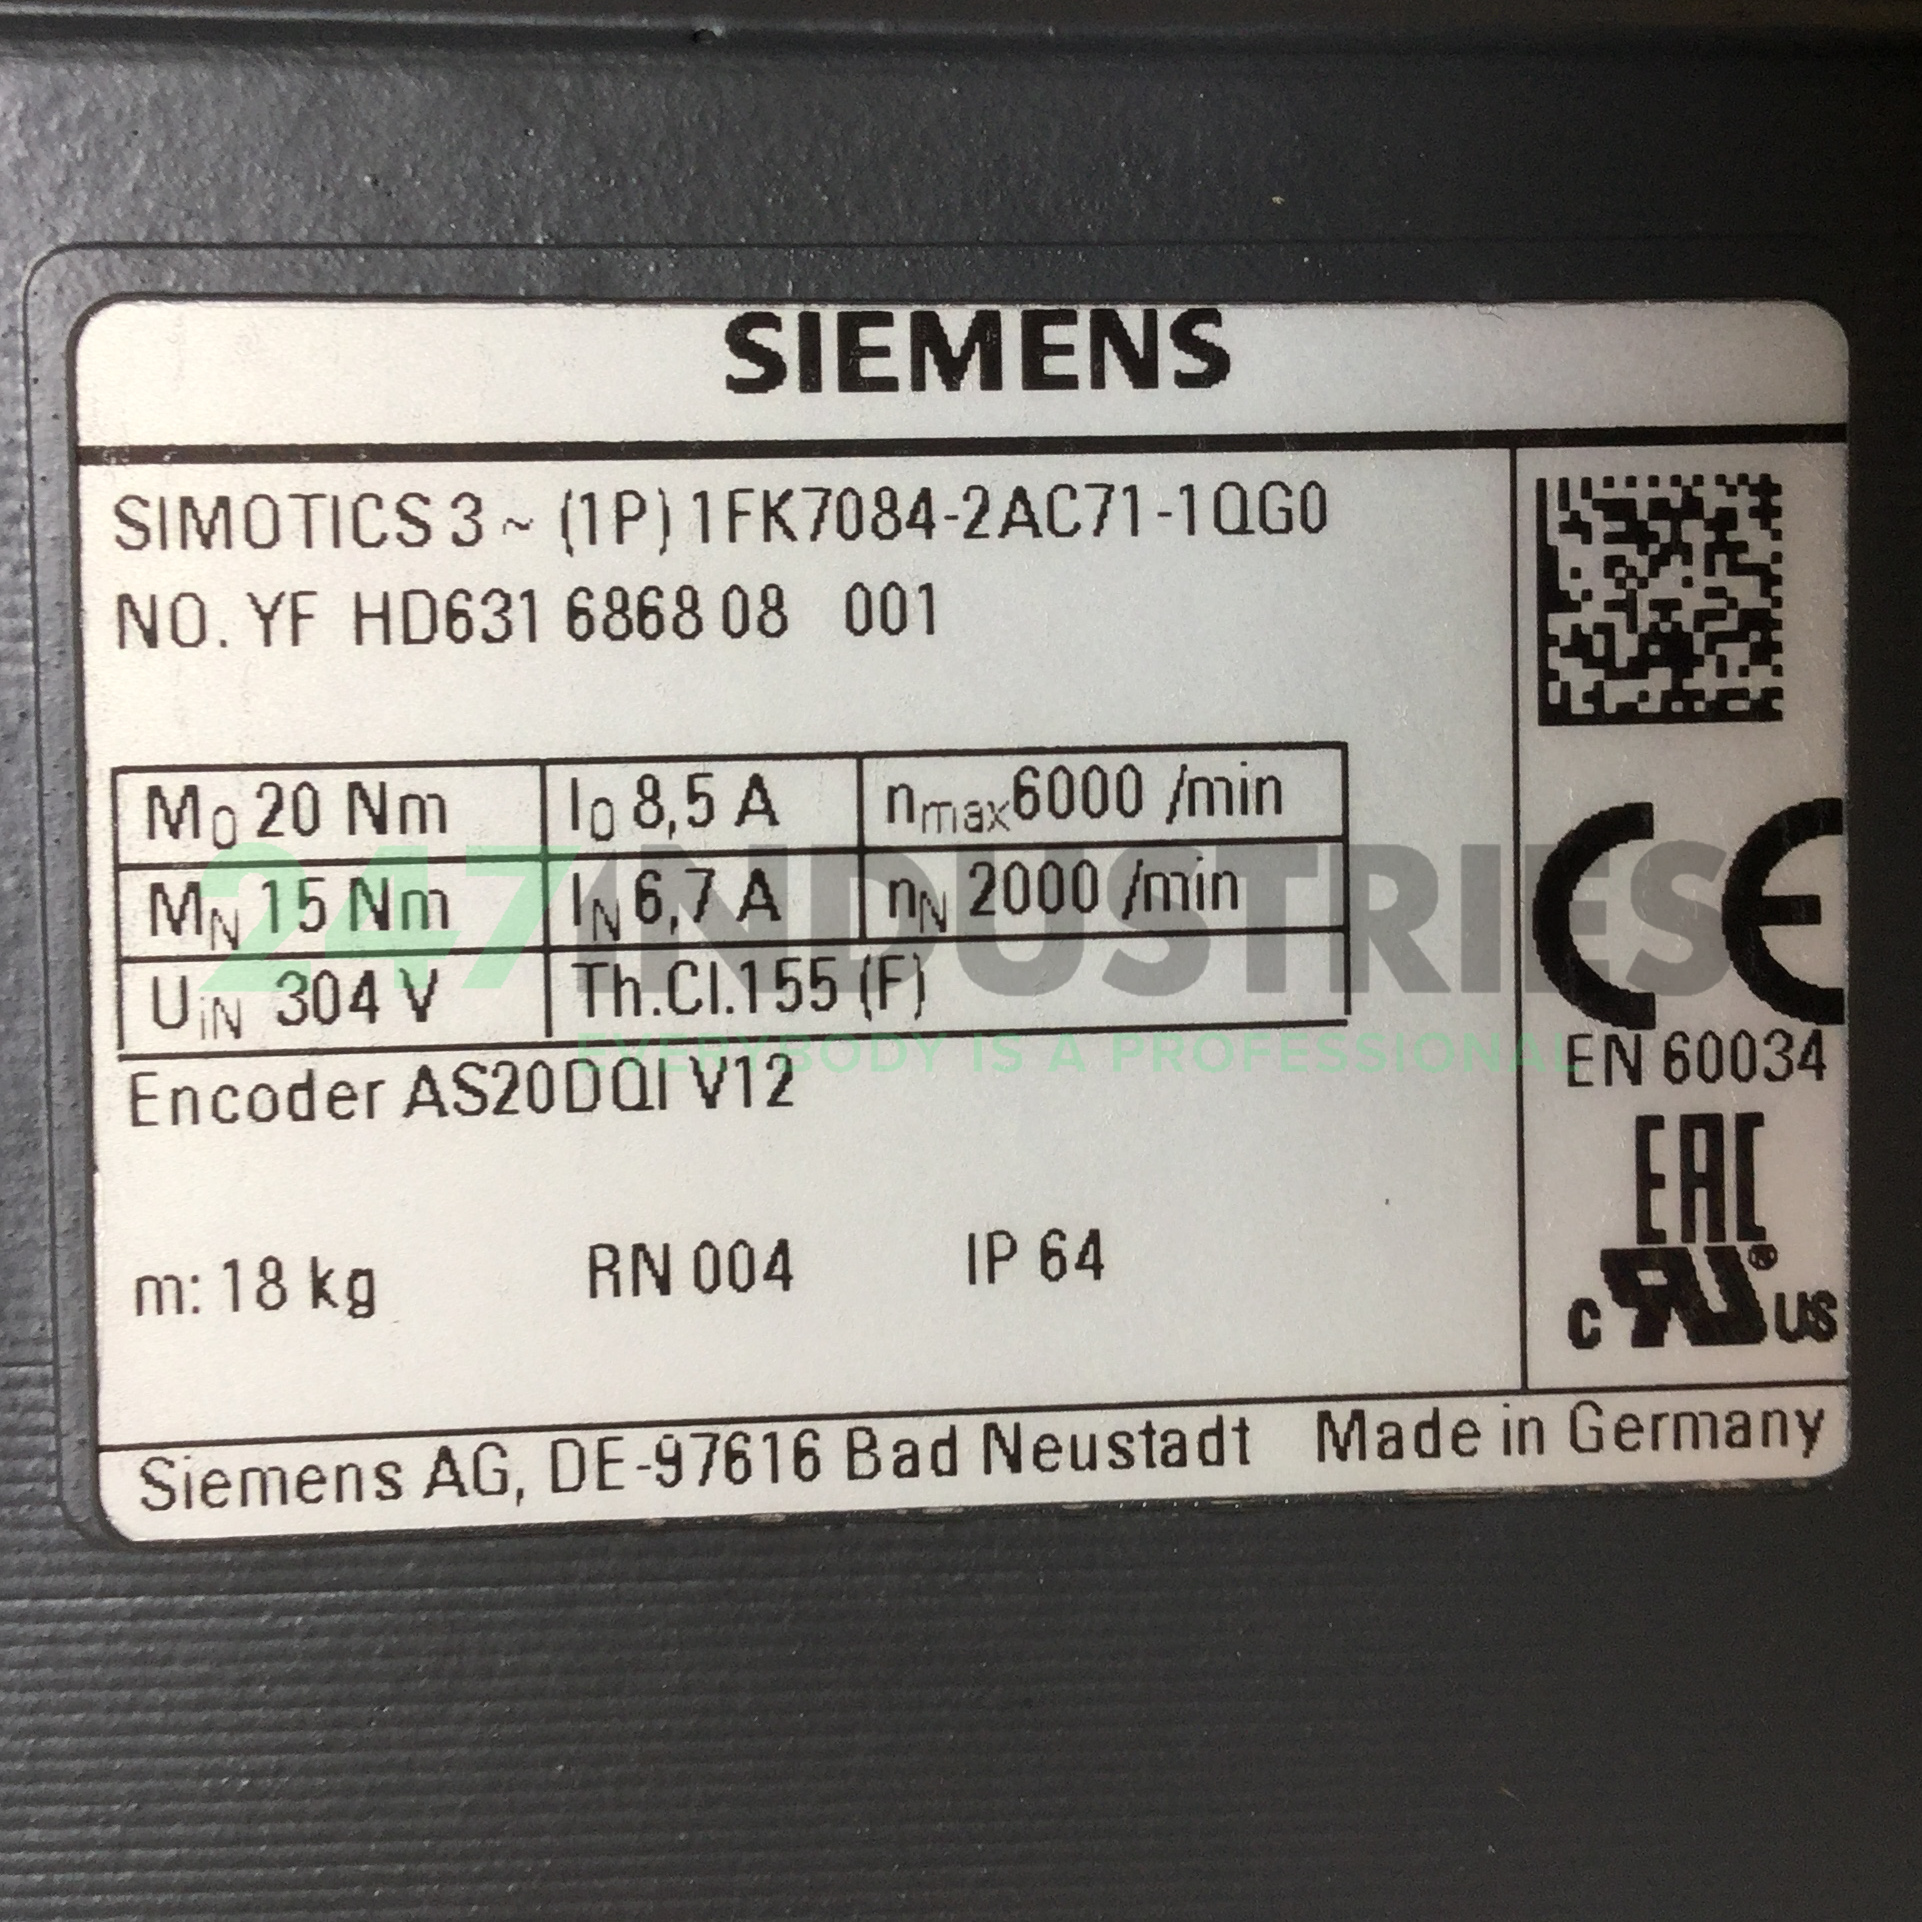 SIEMENS
SIMOTICS 3 ~ (1P) 1FK7084-2AC71-1QG0
NO. YF HD631 6868 08 001
M0 20 Nm I0 8,5 A nmax 6000 /min
MN 15 Nm IN 6,7 A nN 2000 /min
UiN 304 V Th.Cl.155 (F)
247 INDUSTRIES
EVERYBODY IS A PROFESSIONAL
Encoder AS20DQI V12
m: 18 kg RN 004 IP 64
CE
EN 60034
EAC
c RU ® US
Siemens AG, DE-97616 Bad Neustadt Made in Germany